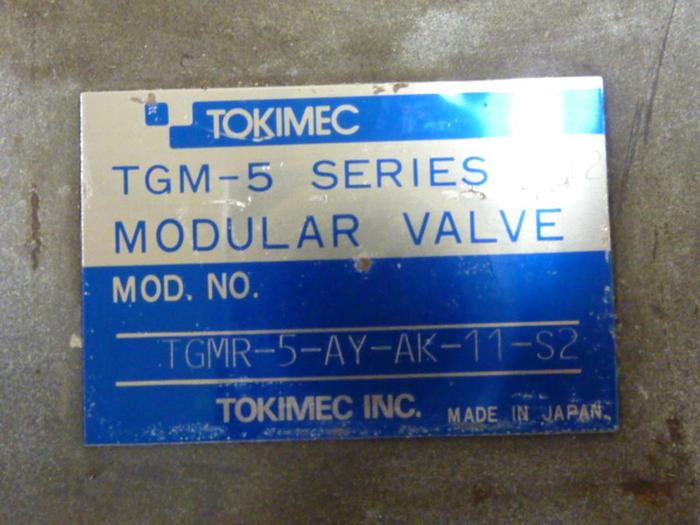 TOKIMEC
TGM-5 SERIES
MODULAR VALVE
MOD. NO.
TGMR-5-AY-AK-11-S2
TOKIMEC INC. MADE IN JAPAN.